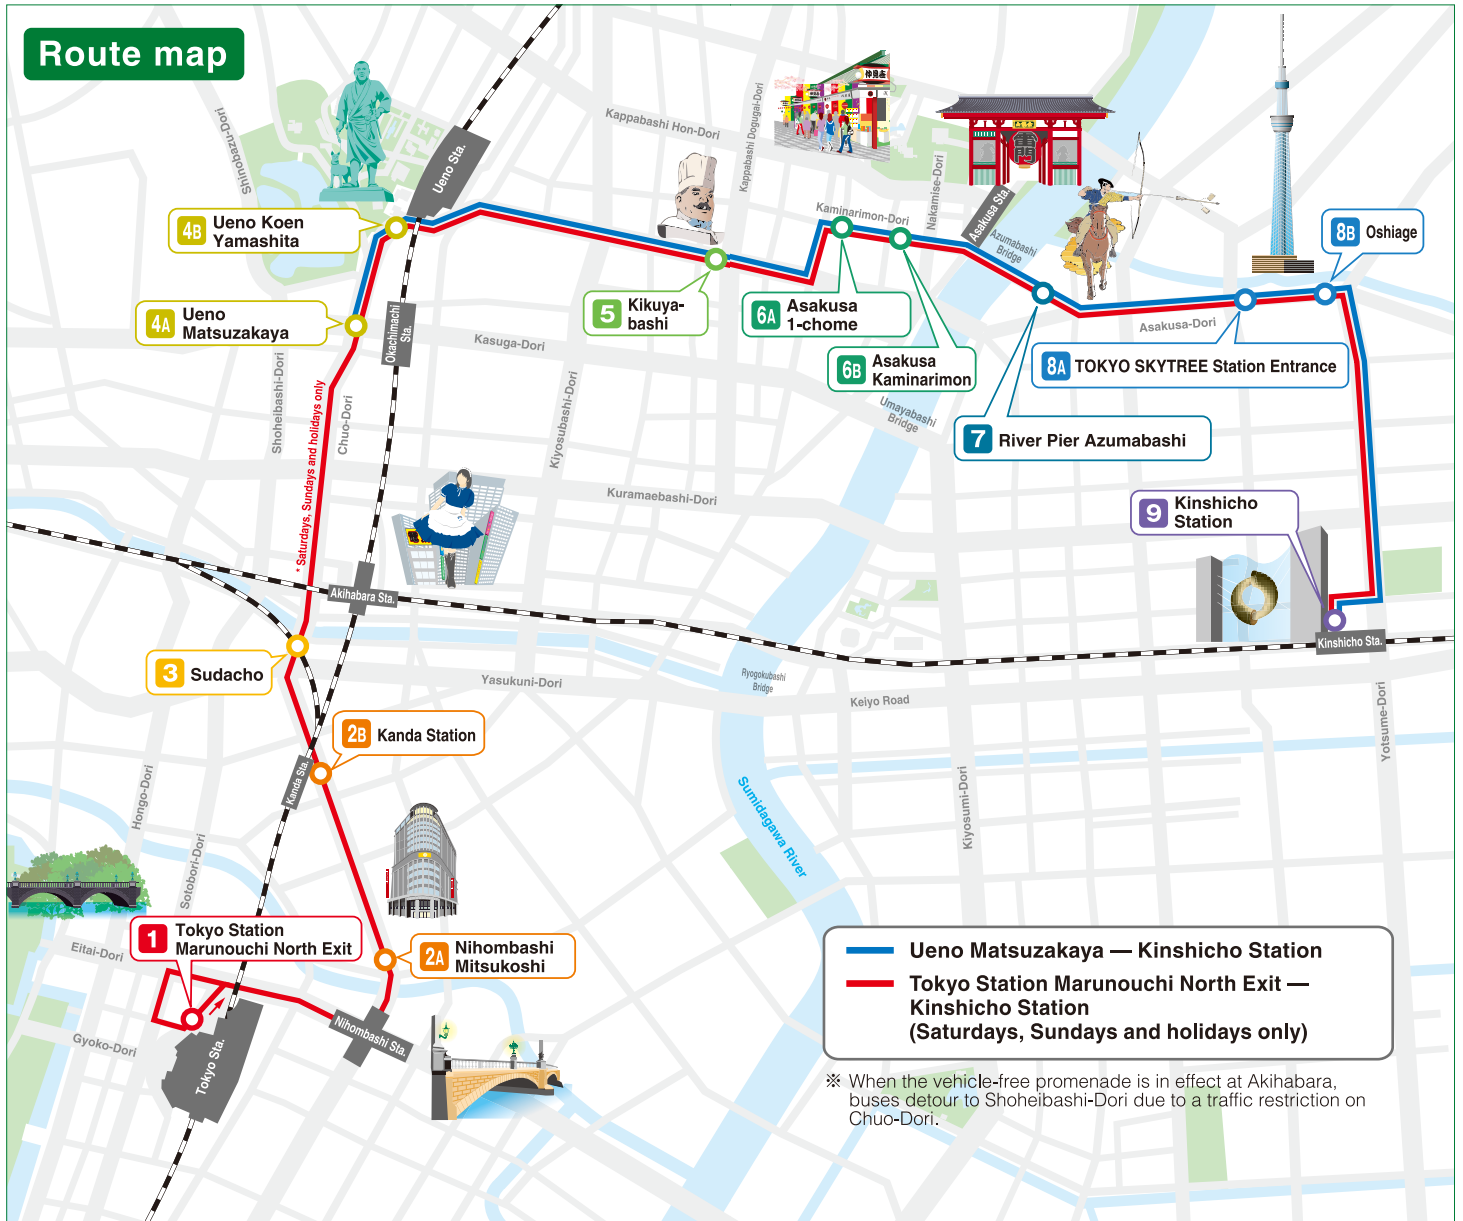 Route map
Shinobazu-Dori
Ueno Sta.
Kappabashi Hon-Dori
Kappabashi Dogugai-Dori
仲見世
雷門
Nakamise-Dori
Kaminarimon-Dori
Asakusa Sta.
Azumabashi
Bridge
4B Ueno Koen
Yamashita
8B Oshiage
4A Ueno
Matsuzakaya
5 Kikuya-
bashi
6A Asakusa
1-chome
6B Asakusa
Kaminarimon
8A TOKYO SKYTREE Station Entrance
7 River Pier Azumabashi
Asakusa-Dori
Okachimachi
Sta.
Kasuga-Dori
Shoheibashi-Dori
Chuo-Dori
* Saturdays, Sundays and holidays only
Kiyosubashi-Dori
Umayabashi
Bridge
Kuramaebashi-Dori
9 Kinshicho
Station
Akihabara Sta.
Kinshicho Sta.
3 Sudacho
Yasukuni-Dori
Ryogokubashi
Bridge
Keiyo Road
Yotsume-Dori
2B Kanda Station
Kanda Sta.
Hongo-Dori
Sotobori-Dori
Sumidagawa River
Kiyosumi-Dori
1 Tokyo Station
Marunouchi North Exit
Eitai-Dori
2A Nihombashi
Mitsukoshi
Gyoko-Dori
Tokyo Sta.
Nihombashi Sta.
Ueno Matsuzakaya — Kinshicho Station
Tokyo Station Marunouchi North Exit —
Kinshicho Station
(Saturdays, Sundays and holidays only)
※ When the vehicle-free promenade is in effect at Akihabara,
buses detour to Shoheibashi-Dori due to a traffic restriction on
Chuo-Dori.